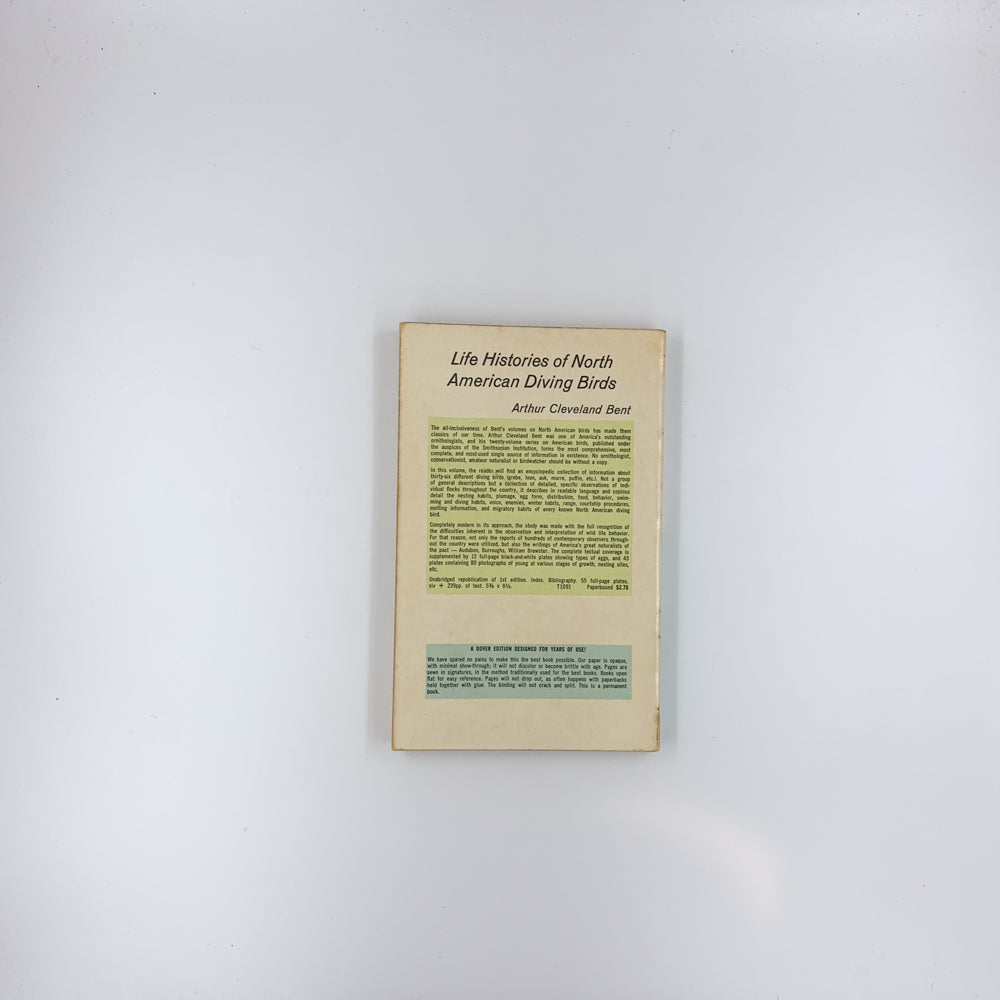 Life Histories of North
American Diving Birds
Arthur Cleveland Bent
The all-inclusiveness of Bent's volumes on North American birds has made them
classics of our time. Arthur Cleveland Bent was one of America's outstanding
ornithologists, and his twenty-volume series on American birds, published under
the auspices of the Smithsonian Institution, forms the most comprehensive, most
complete, and most-used single source of information in existence. No ornithologist,
conservationist, amateur naturalist or birdwatcher should be without a copy.
In this volume, the reader will find an encyclopedic collection of information about
thirty-six different diving birds (grebe, loon, auk, murre, puffin, etc.). Not a group
of general descriptions but a collection of detailed, specific observations of indi-
vidual flocks throughout the country, it describes in readable language and copious
detail the nesting habits, plumage, egg form, distribution, food, behavior, swim-
ming and diving habits, voice, enemies, winter habits, range, courtship procedures,
molting information, and migratory habits of every known North American diving
bird.
Completely modern in its approach, the study was made with the full recognition of
the difficulties inherent in the observation and interpretation of wild life behavior.
For that reason, not only the reports of hundreds of contemporary observers through-
out the country were utilized, but also the writings of America's great naturalists of
the past — Audubon, Burroughs, William Brewster. The complete textual coverage is
supplemented by 12 full-page black-and-white plates showing types of eggs, and 43
plates containing 80 photographs of young at various stages of growth, nesting sites,
etc.
Unabridged republication of 1st edition. Index. Bibliography. 55 full-page plates.
xiv + 239pp. of text. 5⅜ x 8½. T1091 Paperbound $2.75
A DOVER EDITION DESIGNED FOR YEARS OF USE!
We have spared no pains to make this the best book possible. Our paper is opaque,
with minimal show-through; it will not discolor or become brittle with age. Pages are
sewn in signatures, in the method traditionally used for the best books. Books open
flat for easy reference. Pages will not drop out, as often happens with paperbacks
held together with glue. The binding will not crack and split. This is a permanent
book.